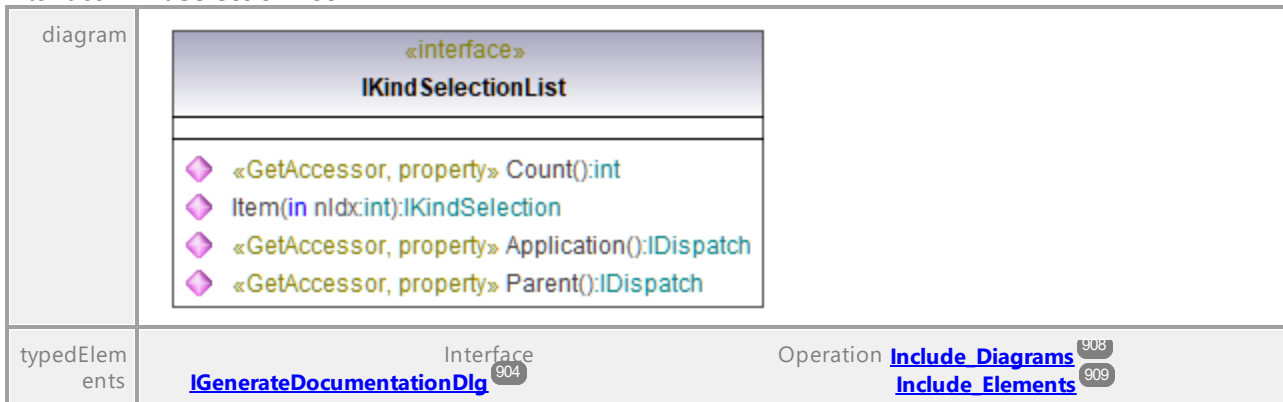 diagram
«interface»
IKindSelectionList
«GetAccessor, property» Count():int
Item(in nIdx:int):IKindSelection
«GetAccessor, property» Application():IDispatch
«GetAccessor, property» Parent():IDispatch
typedElem
ents
Interface
IGenerateDocumentationDlg 904
Operation Include_Diagrams 908
Include_Elements 909